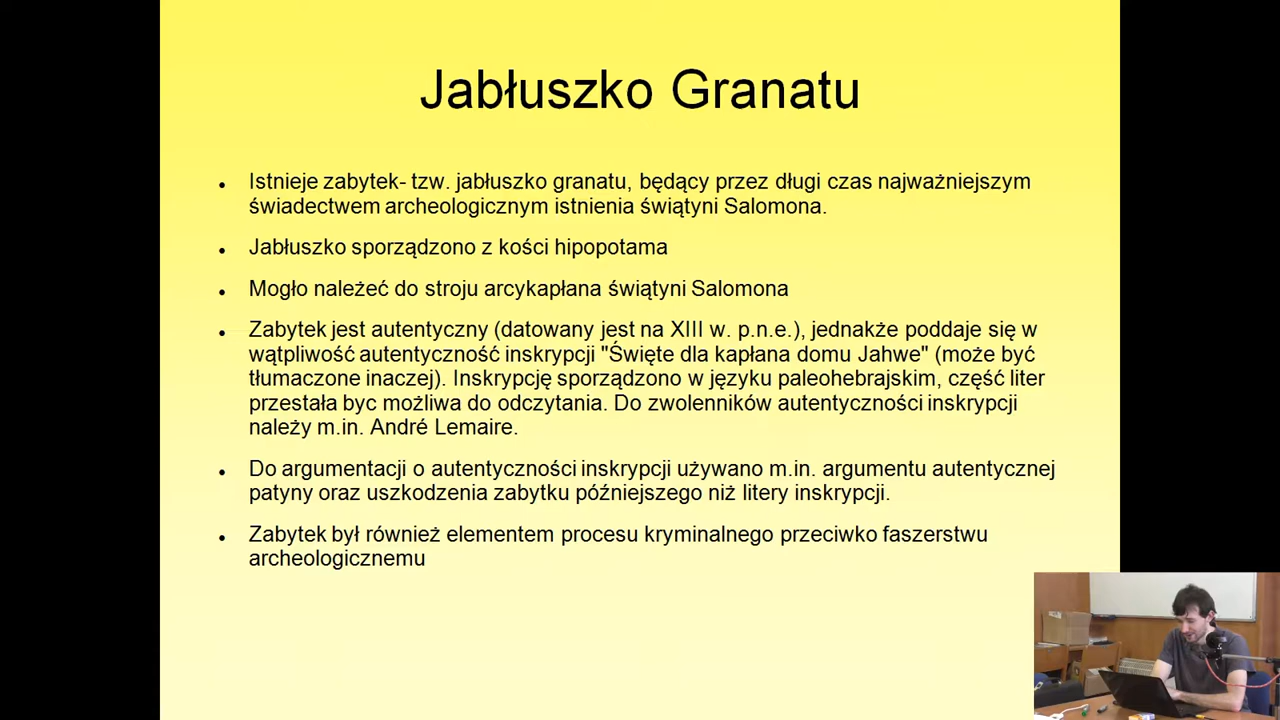 Jabłuszko Granatu
Istnieje zabytek- tzw. jabłuszko granatu, będący przez długi czas najważniejszym
świadectwem archeologicznym istnienia świątyni Salomona.
Jabłuszko sporządzono z kości hipopotama
Mogło należeć do stroju arcykapłana świątyni Salomona
Zabytek jest autentyczny (datowany jest na XIII w. p.n.e.), jednakże poddaje się w
wątpliwość autentyczność inskrypcji "Święte dla kapłana domu Jahwe" (może być
tłumaczone inaczej). Inskrypcję sporządzono w języku paleohebrajskim, część liter
przestała byc możliwa do odczytania. Do zwolenników autentyczności inskrypcji
należy m.in. André Lemaire.
Do argumentacji o autentyczności inskrypcji używano m.in. argumentu autentycznej
patyny oraz uszkodzenia zabytku późniejszego niż litery inskrypcji.
Zabytek był również elementem procesu kryminalnego przeciwko faszerstwu
archeologicznemu